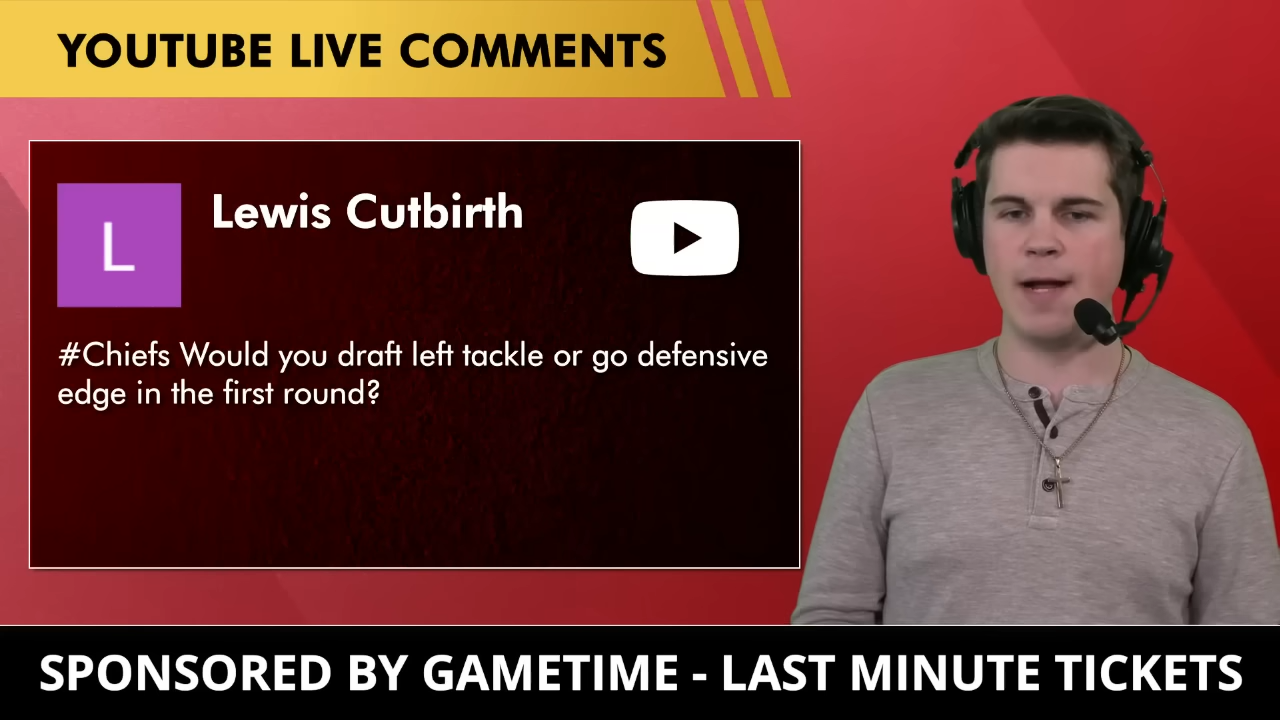 YOUTUBE LIVE COMMENTS
L
Lewis Cutbirth
#Chiefs Would you draft left tackle or go defensive
edge in the first round?
SPONSORED BY GAMETIME - LAST MINUTE TICKETS